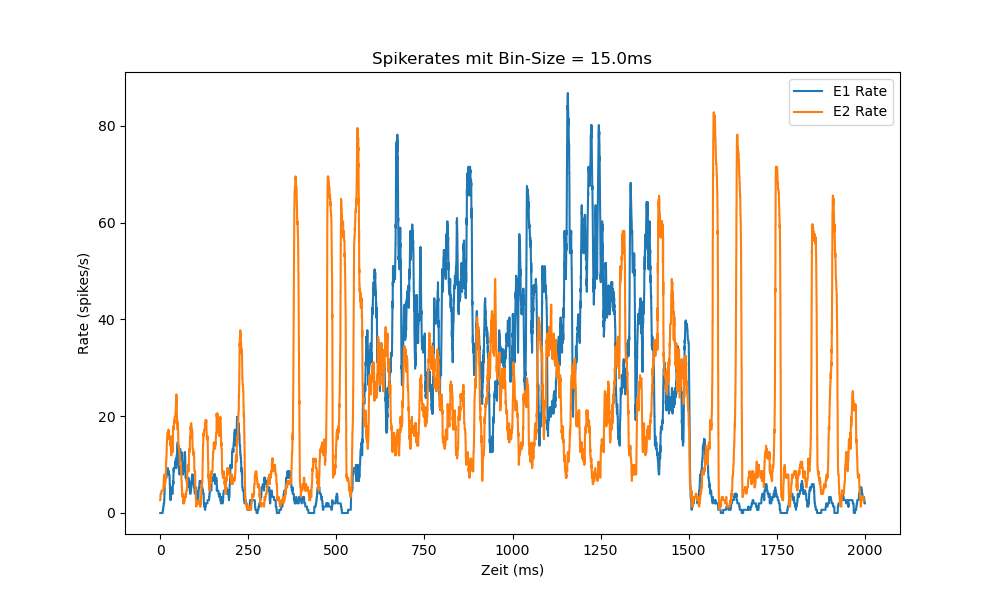 Spikerates mit Bin-Size = 15.0ms
E1 Rate
E2 Rate
Rate (spikes/s)
80
60
40
20
0
0 250 500 750 1000 1250 1500 1750 2000
Zeit (ms)